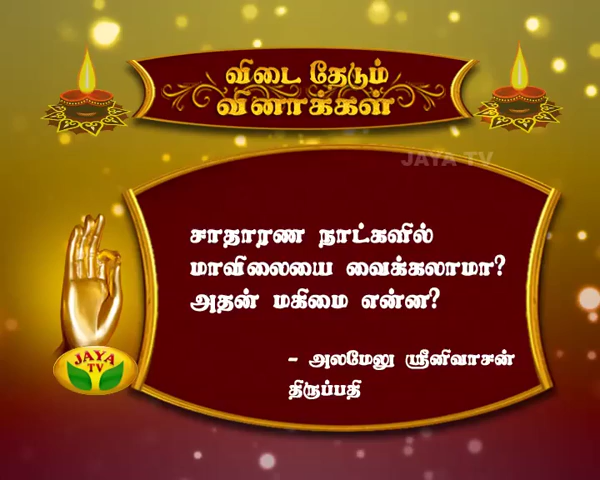 விடை தேடும்
வினாக்கள்
JAYA TV
சாதாரண நாட்களில்
மாவிலையை வைக்கலாமா?
அதன் மகிமை என்ன?
- அலமேலு ஸ்ரீனிவாசன்
திருப்பதி
JAYA
TV